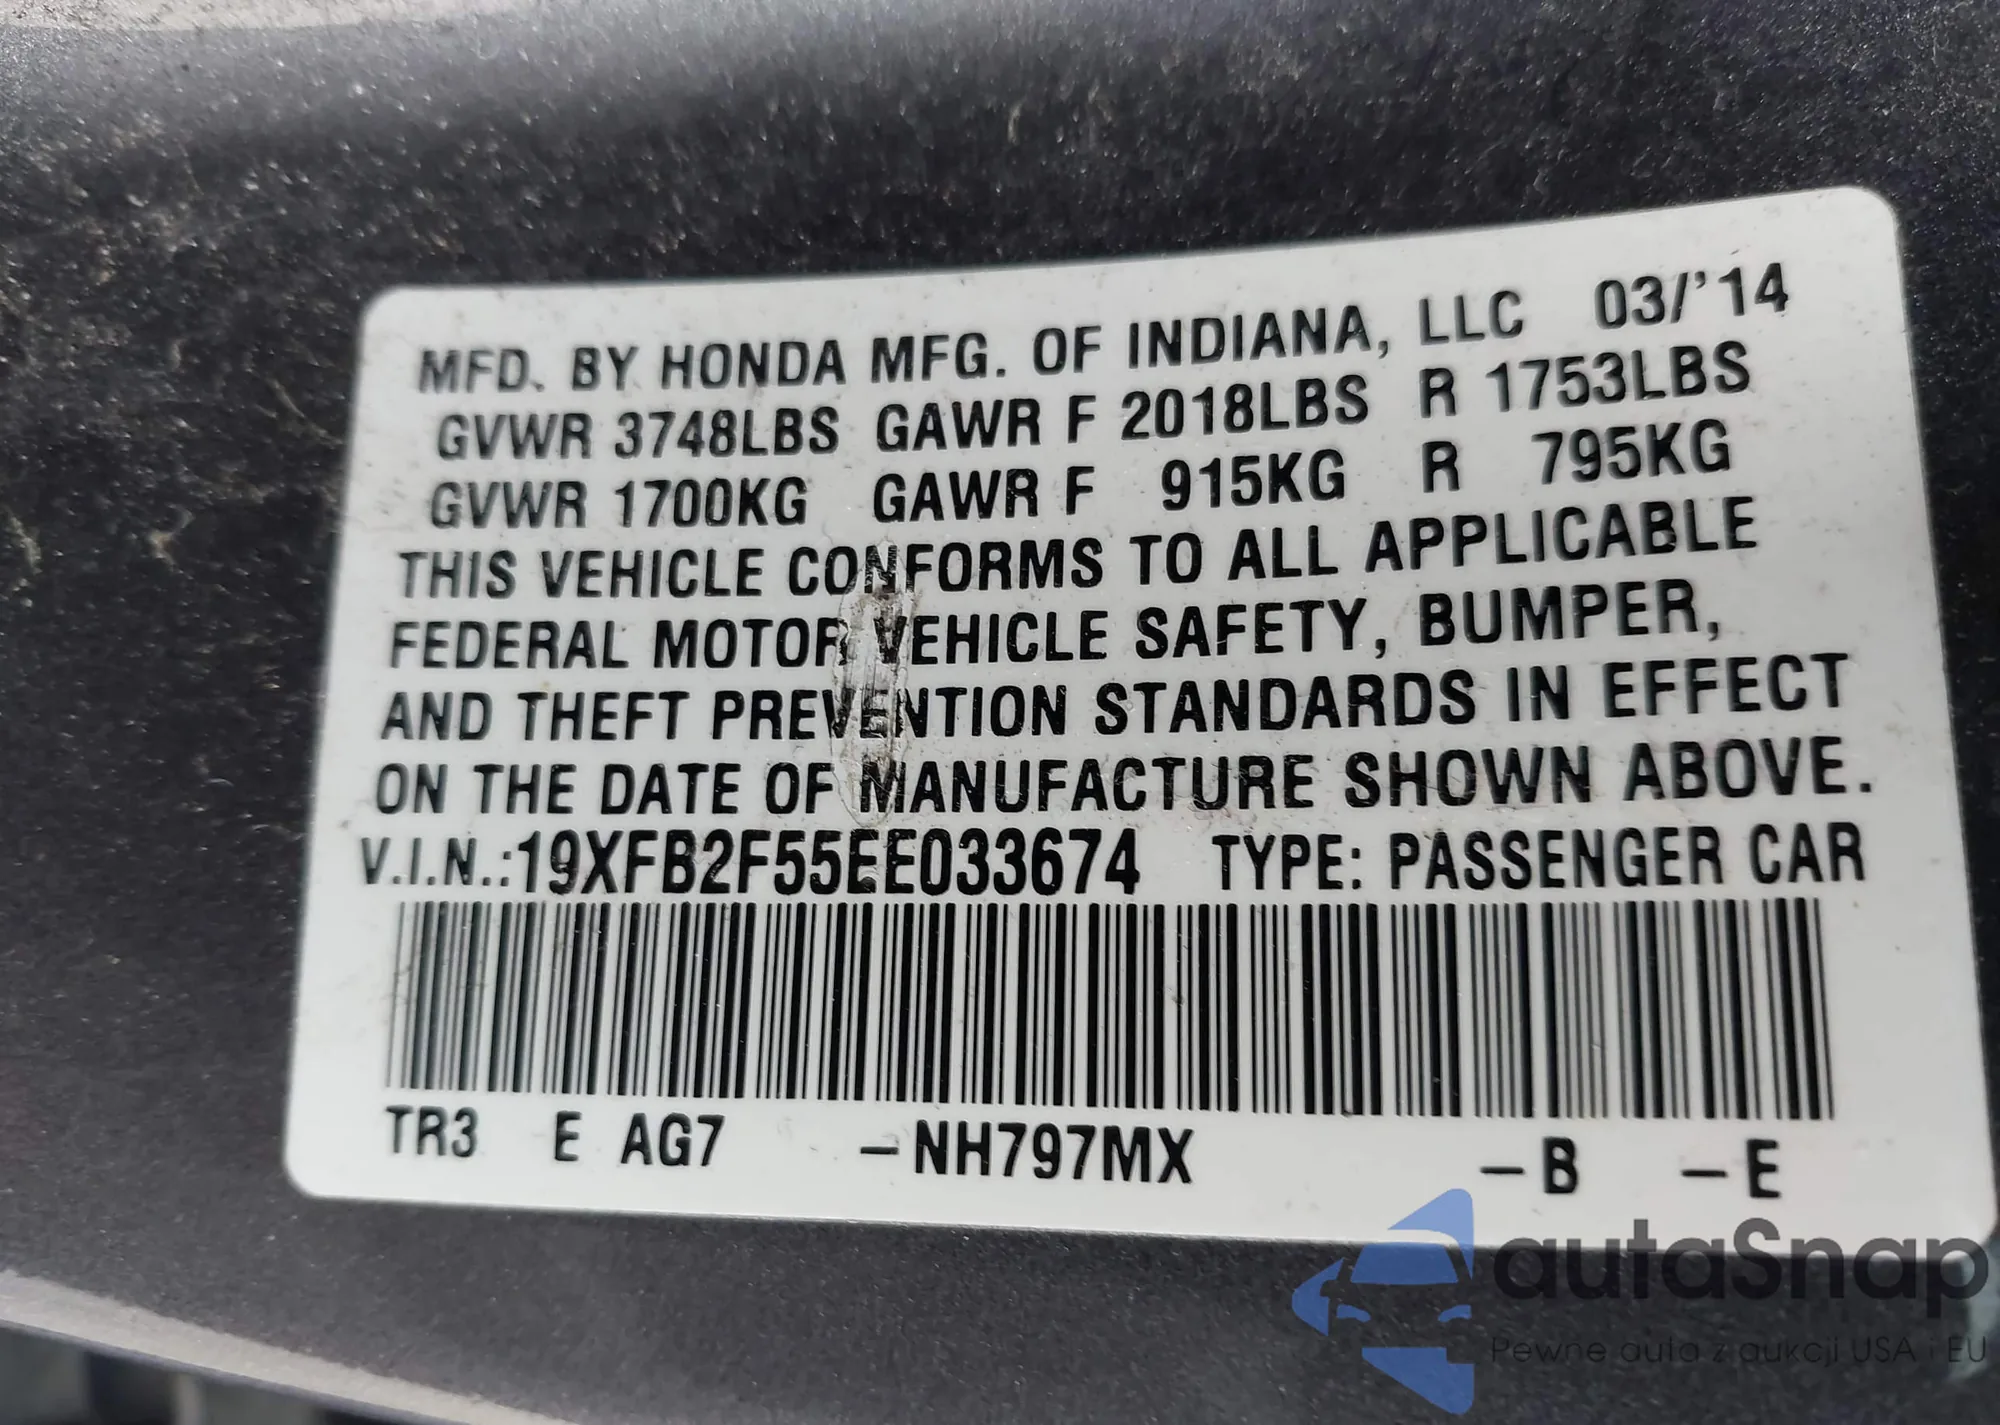 MFD. BY HONDA MFG. OF INDIANA, LLC 03/'14
GVWR 3748LBS GAWR F 2018LBS R 1753LBS
GVWR 1700KG GAWR F 915KG R 795KG
THIS VEHICLE CONFORMS TO ALL APPLICABLE
FEDERAL MOTOR VEHICLE SAFETY, BUMPER,
AND THEFT PREVENTION STANDARDS IN EFFECT
ON THE DATE OF MANUFACTURE SHOWN ABOVE.
V.I.N.:19XFB2F55EE033674 TYPE: PASSENGER CAR
TR3 E AG7 –NH797MX –B –E
autaSnap
Pewne auta z aukcji USA i EU